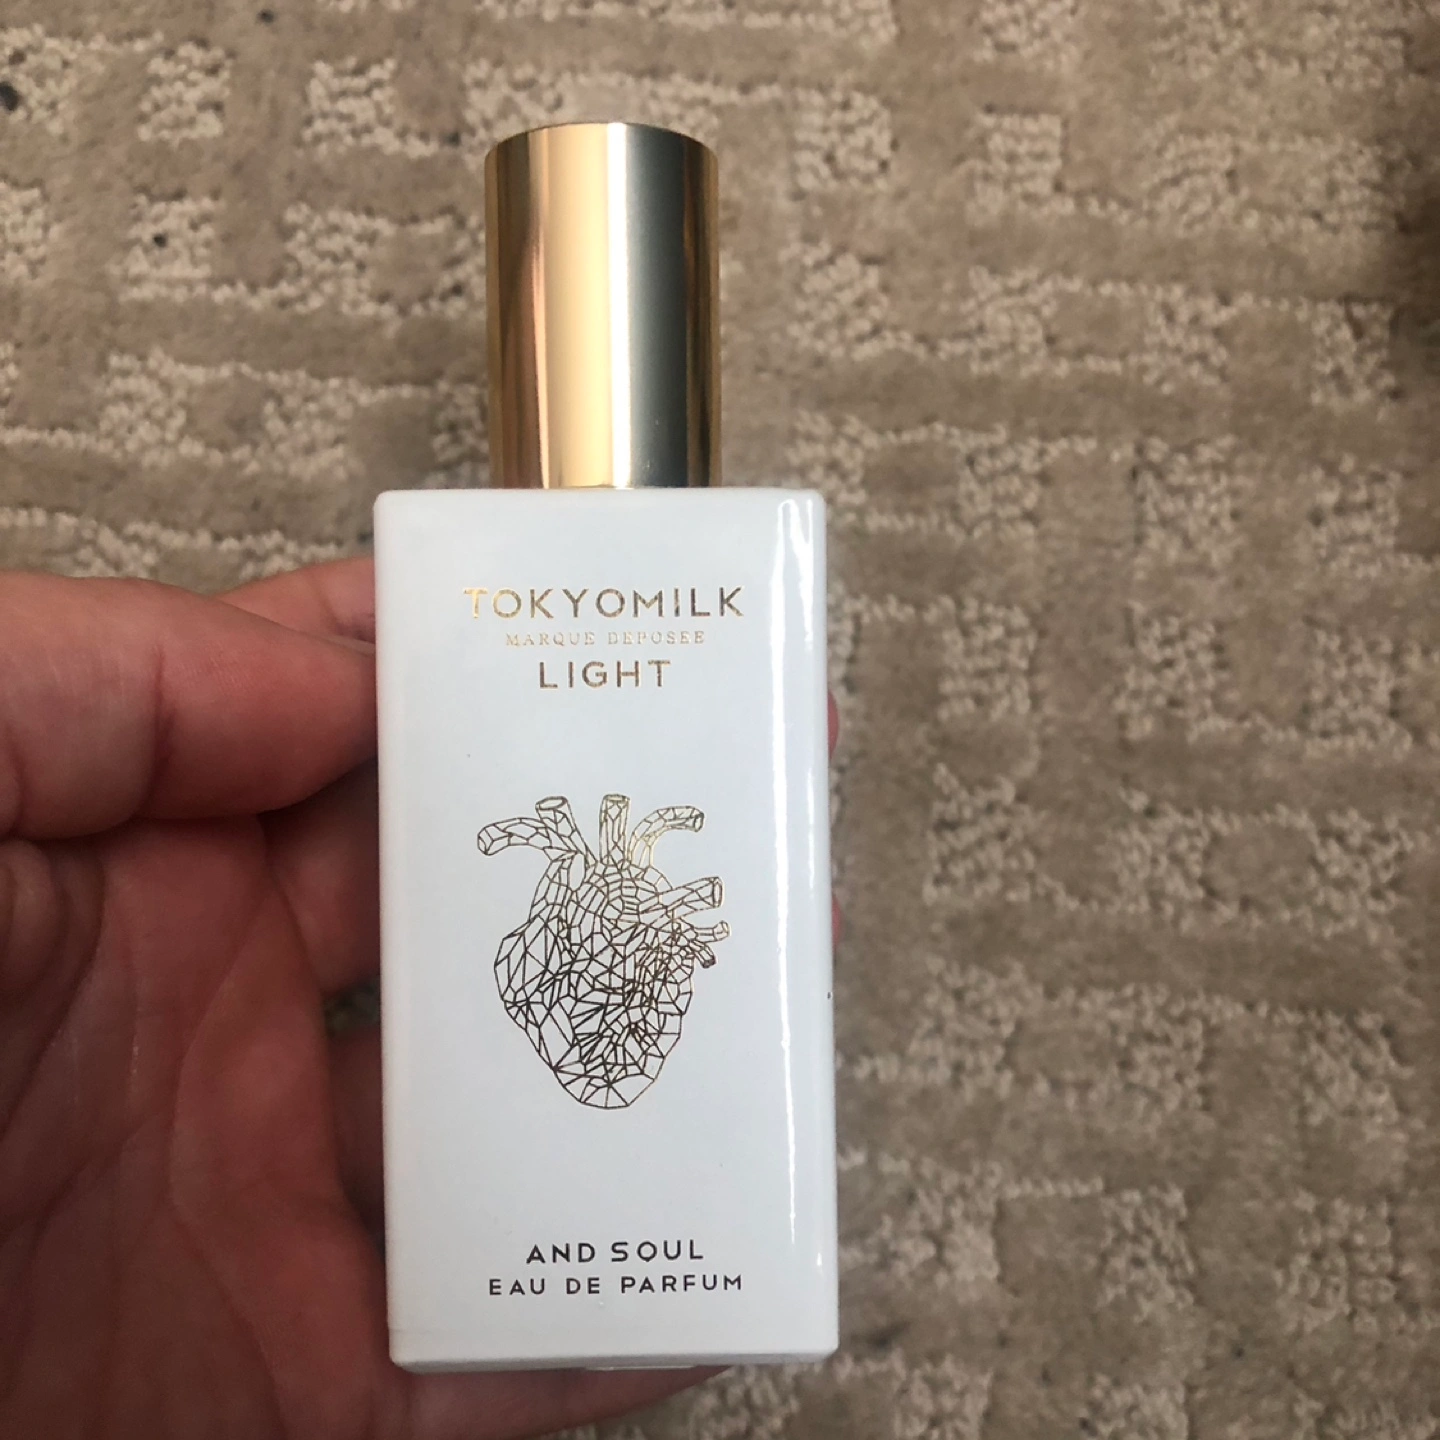 TOKYOMILK
MARQUE DEPOSEE
LIGHT
AND SOUL
EAU DE PARFUM